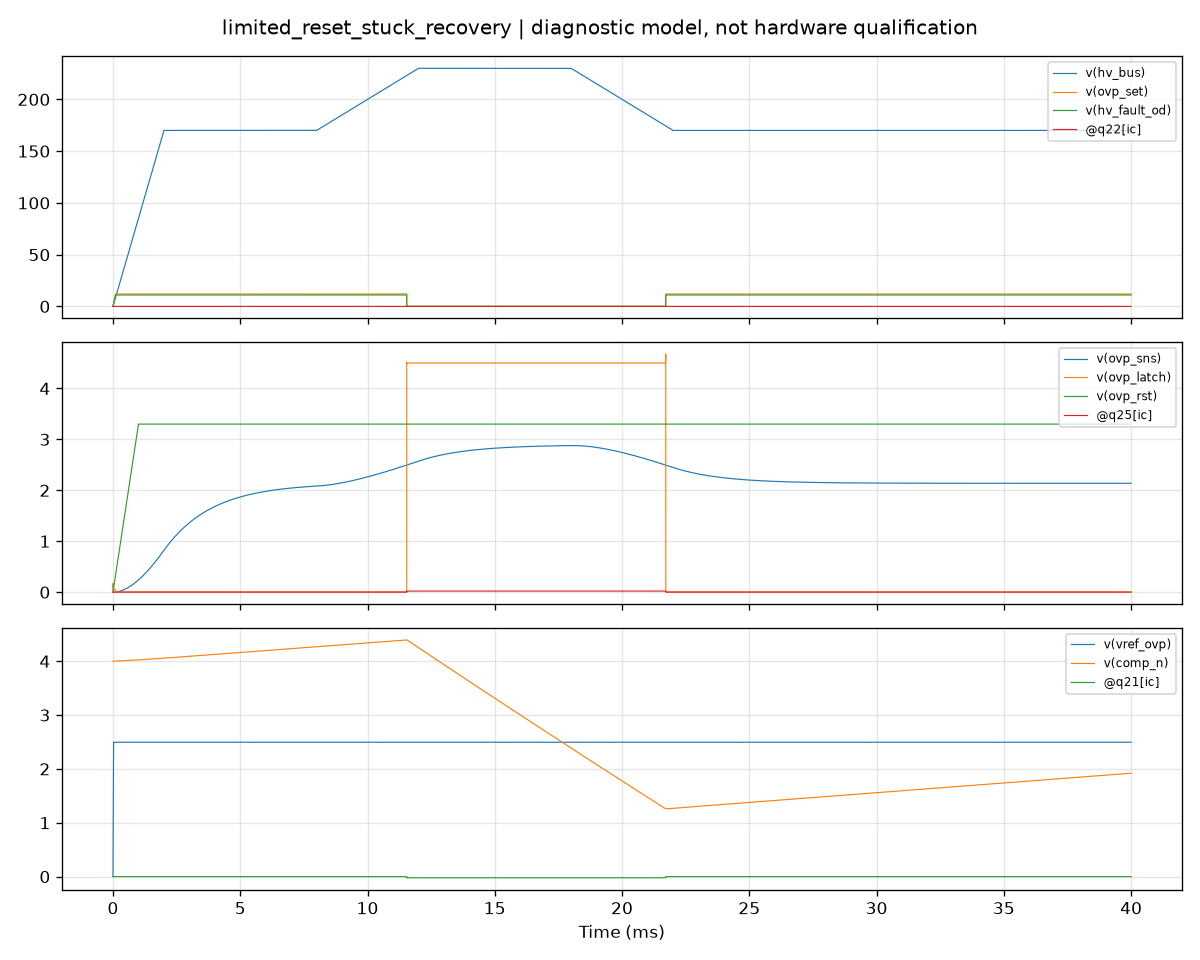 limited_reset_stuck_recovery | diagnostic model, not hardware qualification
v(hv_bus)
v(ovp_set)
v(hv_fault_od)
@q22[ic]
200
150
100
50
0
v(ovp_sns)
v(ovp_latch)
v(ovp_rst)
@q25[ic]
4
3
2
1
0
v(vref_ovp)
v(comp_n)
@q21[ic]
4
3
2
1
0
0 5 10 15 20 25 30 35 40
Time (ms)